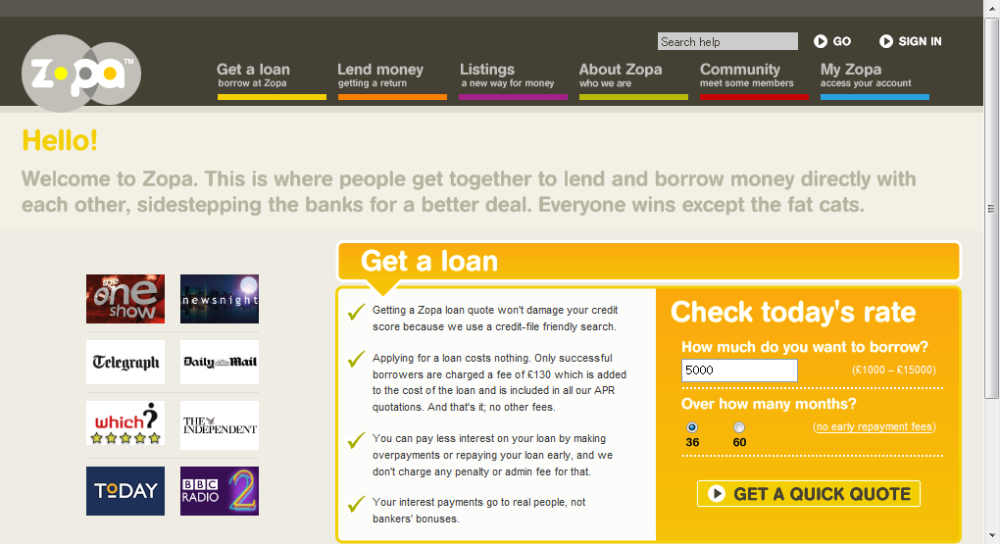 Search help
GO
SIGN IN
zopa™
Get a loan
borrow at Zopa
Lend money
getting a return
Listings
a new way for money
About Zopa
who we are
Community
meet some members
My Zopa
access your account
Hello!
Welcome to Zopa. This is where people get together to lend and borrow money directly with
each other, sidestepping the banks for a better deal. Everyone wins except the fat cats.
the one show
newsnight
Telegraph
Daily Mail
which?
THE INDEPENDENT
TODAY
BBC RADIO 2
Get a loan
Getting a Zopa loan quote won't damage your credit
score because we use a credit-file friendly search.
Applying for a loan costs nothing. Only successful
borrowers are charged a fee of £130 which is added
to the cost of the loan and is included in all our APR
quotations. And that's it; no other fees.
You can pay less interest on your loan by making
overpayments or repaying your loan early, and we
don't charge any penalty or admin fee for that.
Your interest payments go to real people, not
bankers' bonuses.
Check today's rate
How much do you want to borrow?
5000
(£1000 – £15000)
Over how many months?
36
60
(no early repayment fees)
GET A QUICK QUOTE